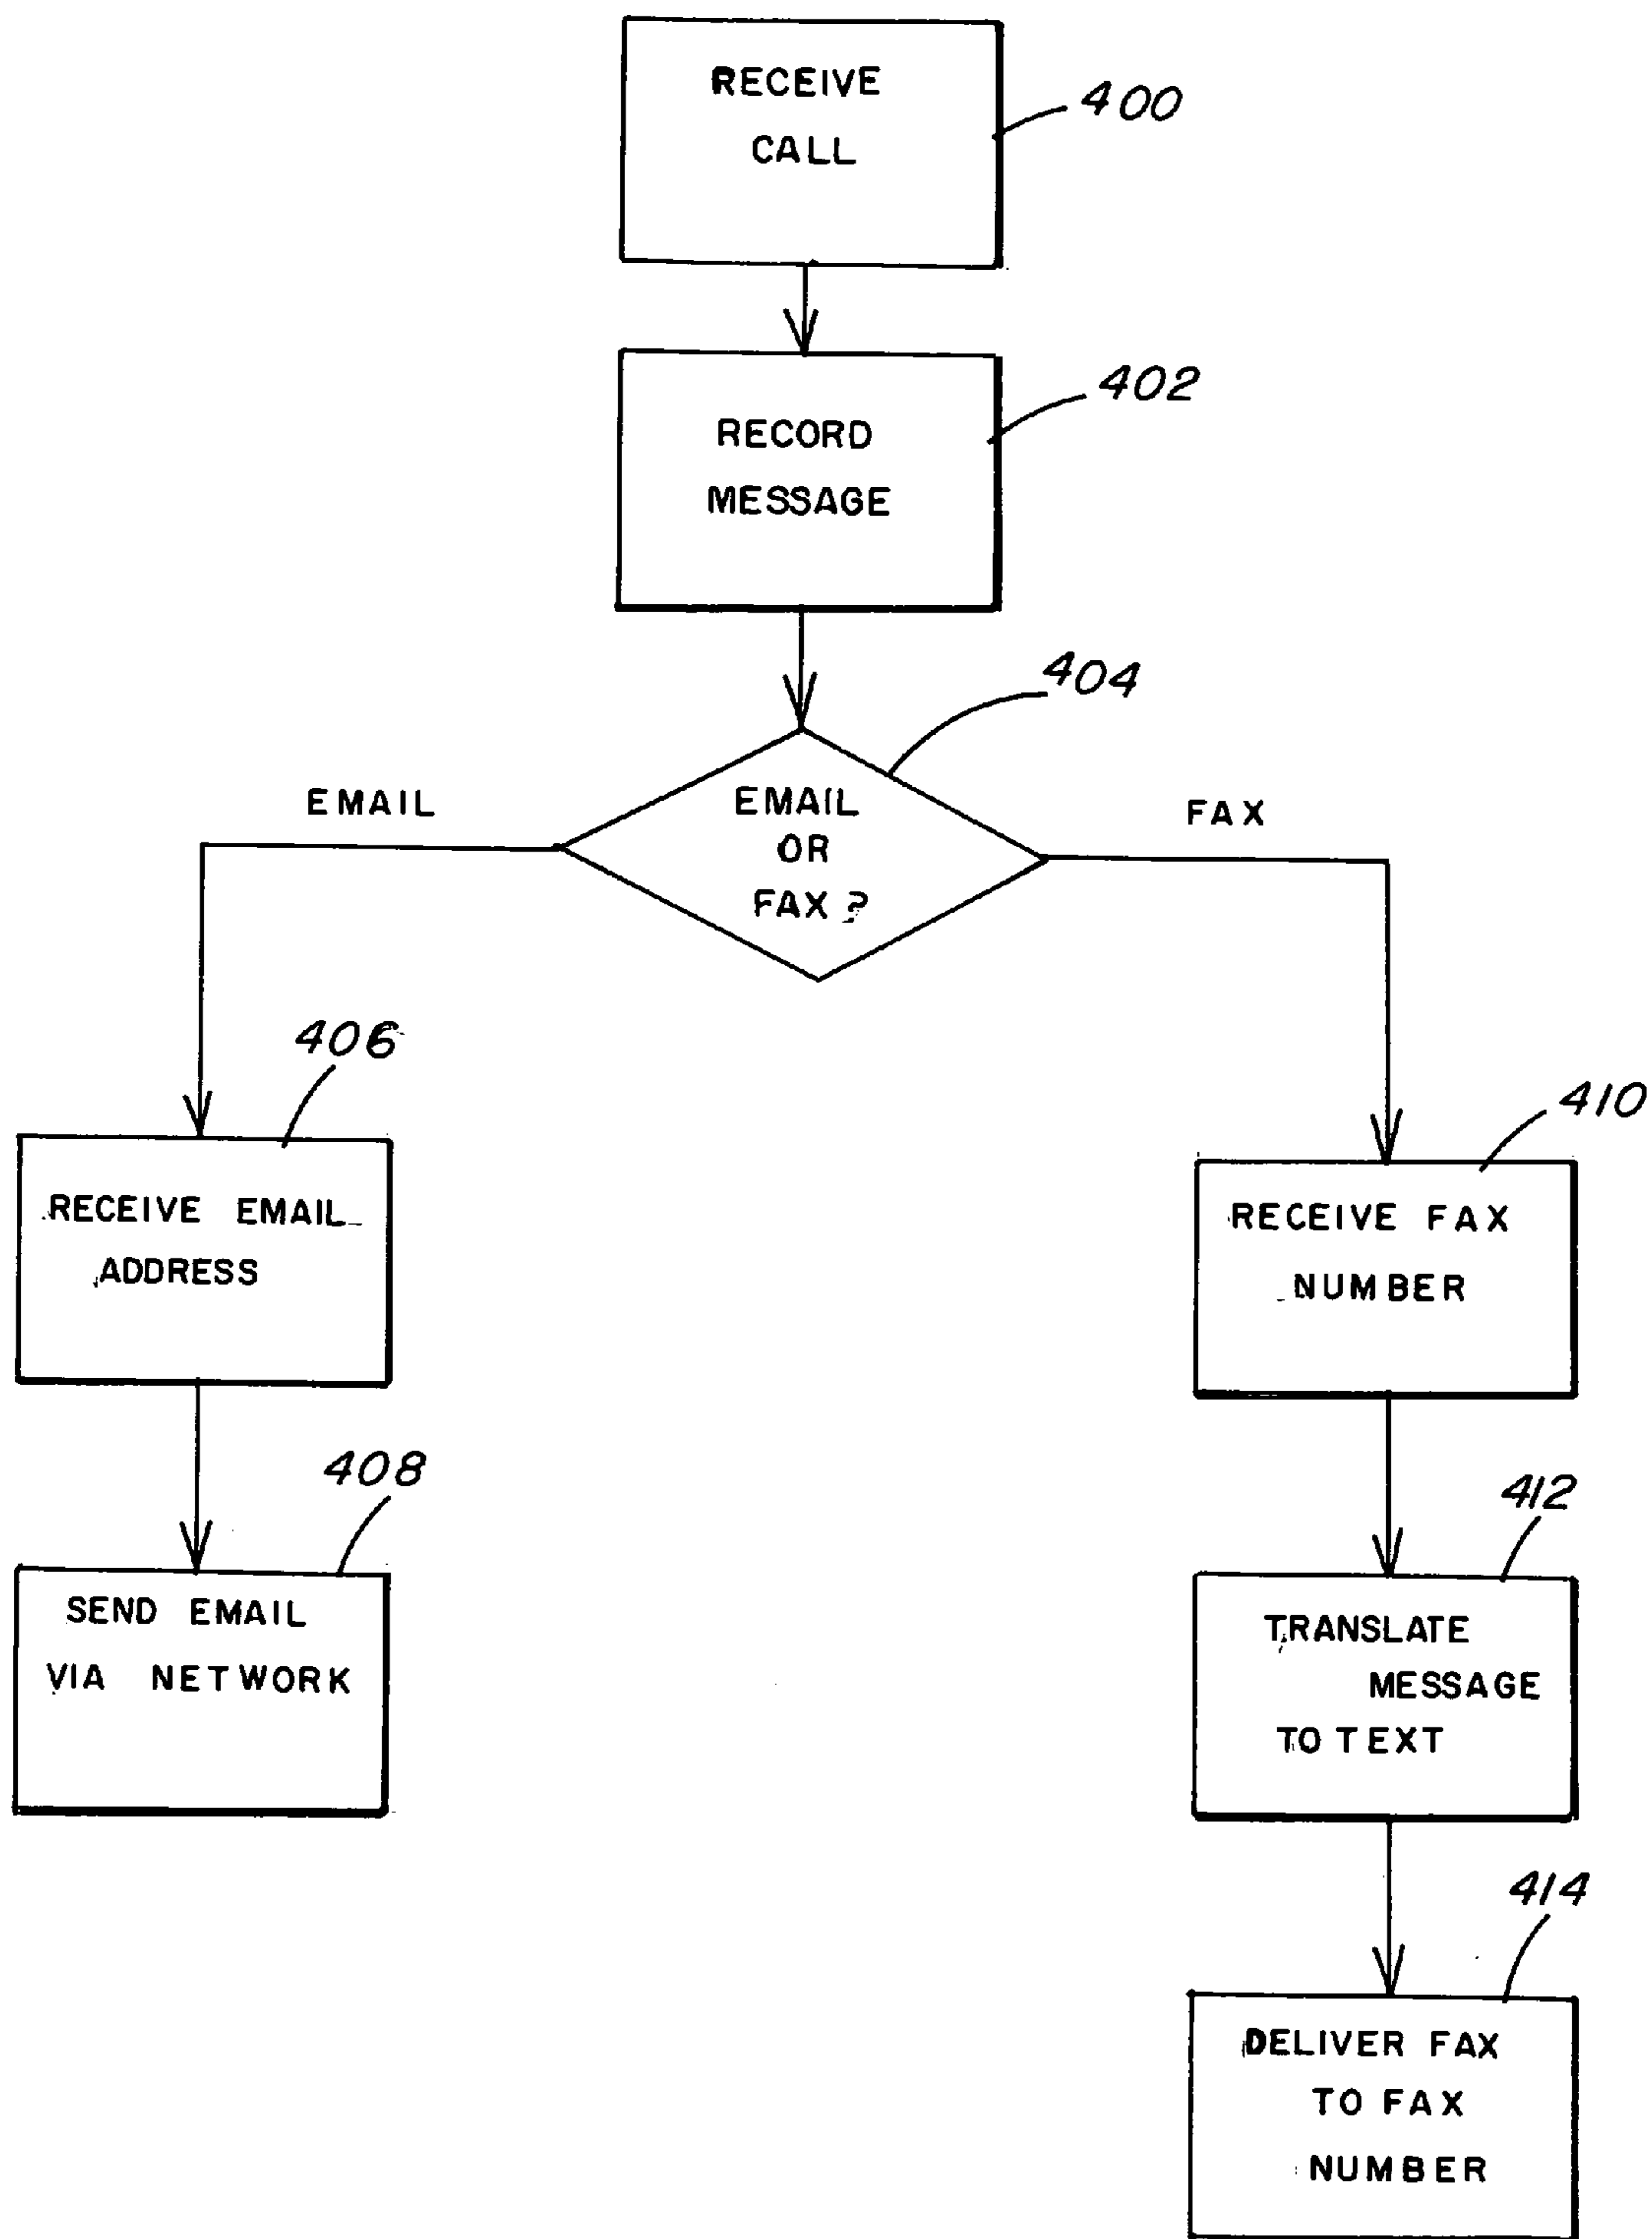 RECEIVE
CALL
400
RECORD
MESSAGE
402
404
EMAIL
EMAIL
OR
FAX?
FAX
406
RECEIVE EMAIL
ADDRESS
408
SEND EMAIL
VIA NETWORK
410
RECEIVE FAX
NUMBER
412
TRANSLATE
MESSAGE
TO TEXT
414
DELIVER FAX
TO FAX
NUMBER